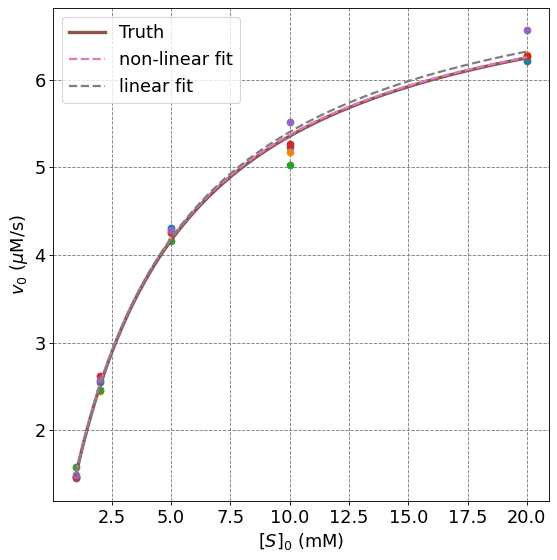 Truth
non-linear fit
linear fit
6
5
4
3
2
v₀ (μM/s)
2.5 5.0 7.5 10.0 12.5 15.0 17.5 20.0
[S]₀ (mM)